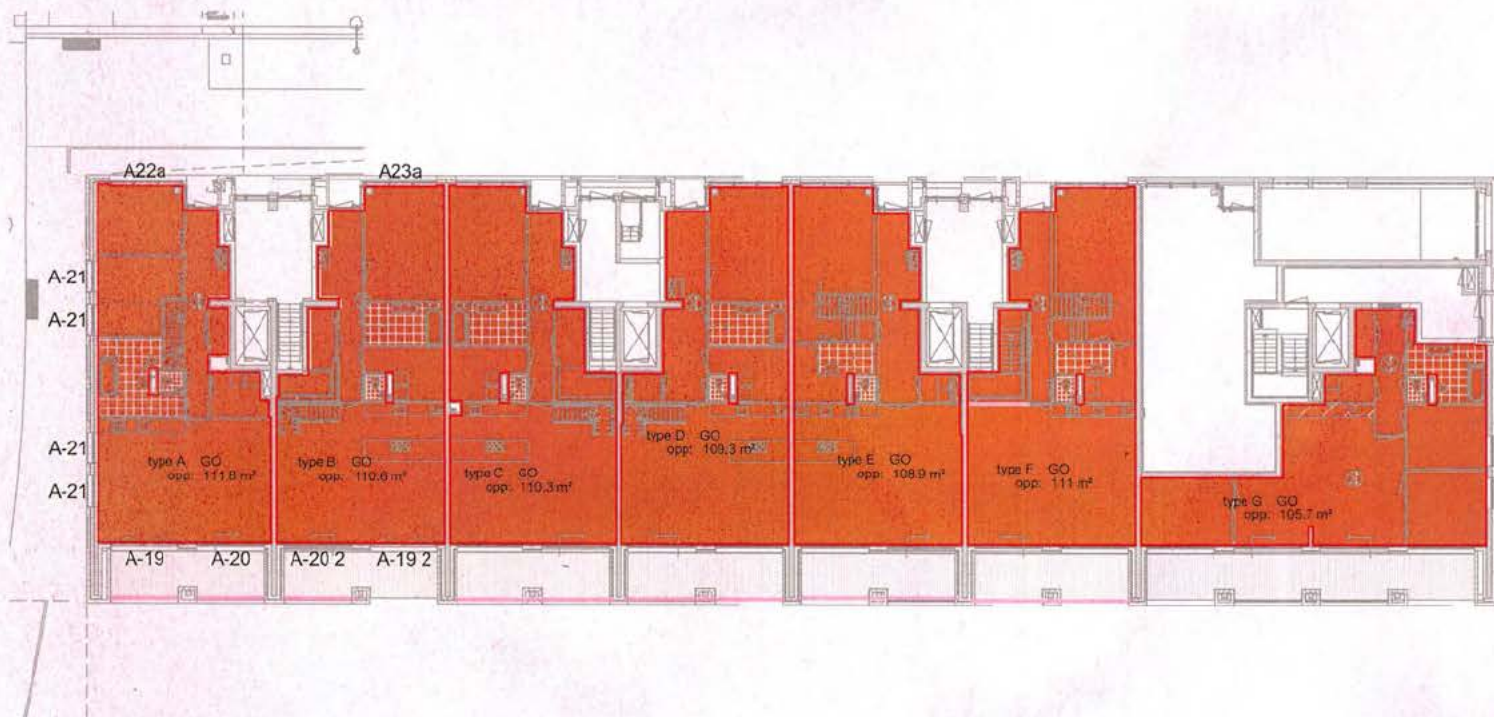 A22a
A23a
A-21
A-21
A-21
A-21
type A GO
opp: 111.8 m²
type B GO
opp: 110.6 m²
type C GO
opp: 110.3 m²
type D GO
opp: 109.3 m²
type E GO
opp: 108.9 m²
type F GO
opp: 111 m²
type G GO
opp: 105.7 m²
A-19
A-20
A-20 2
A-19 2